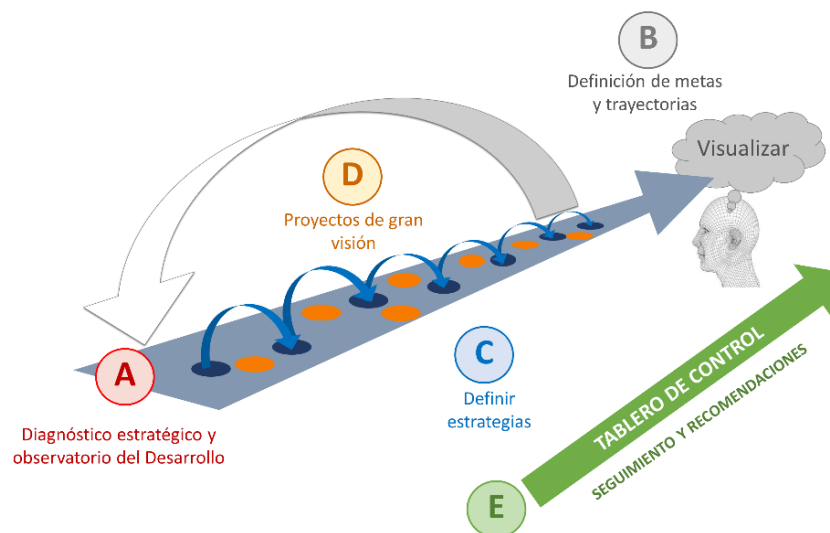 B
Definición de metas
y trayectorias
Visualizar
D
Proyectos de gran
visión
A
Diagnóstico estratégico y
observatorio del Desarrollo
C
Definir
estrategias
E
TABLERO DE CONTROL
SEGUIMIENTO Y RECOMENDACIONES